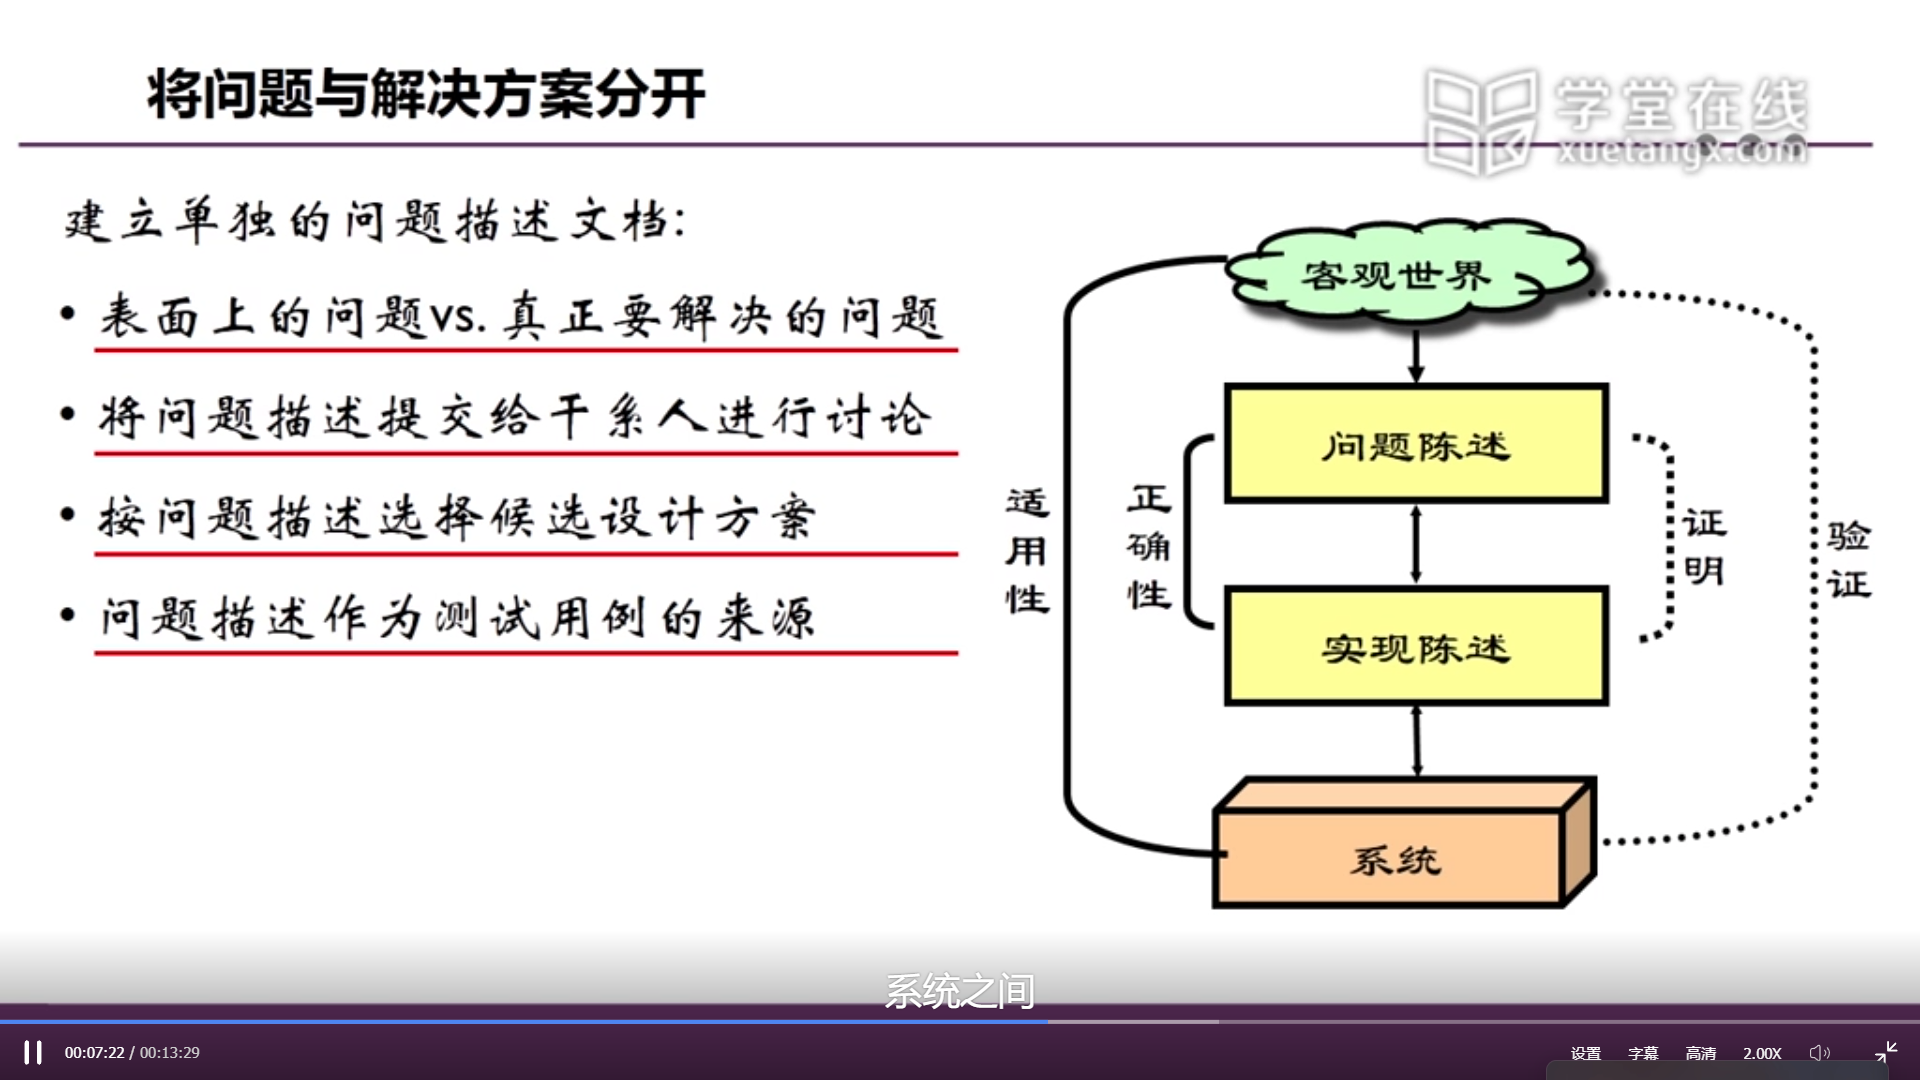 将问题与解决方案分开
学堂在线
xuetangx.com
建立单独的问题描述文档:
• 表面上的问题vs.真正要解决的问题
• 将问题描述提交给干系人进行讨论
• 按问题描述选择候选设计方案
• 问题描述作为测试用例的来源
客观世界
问题陈述
实现陈述
系统
适用性
正确性
证明
验证
系统之间
00:07:22 / 00:13:29
设置
字幕
高清
2.00X